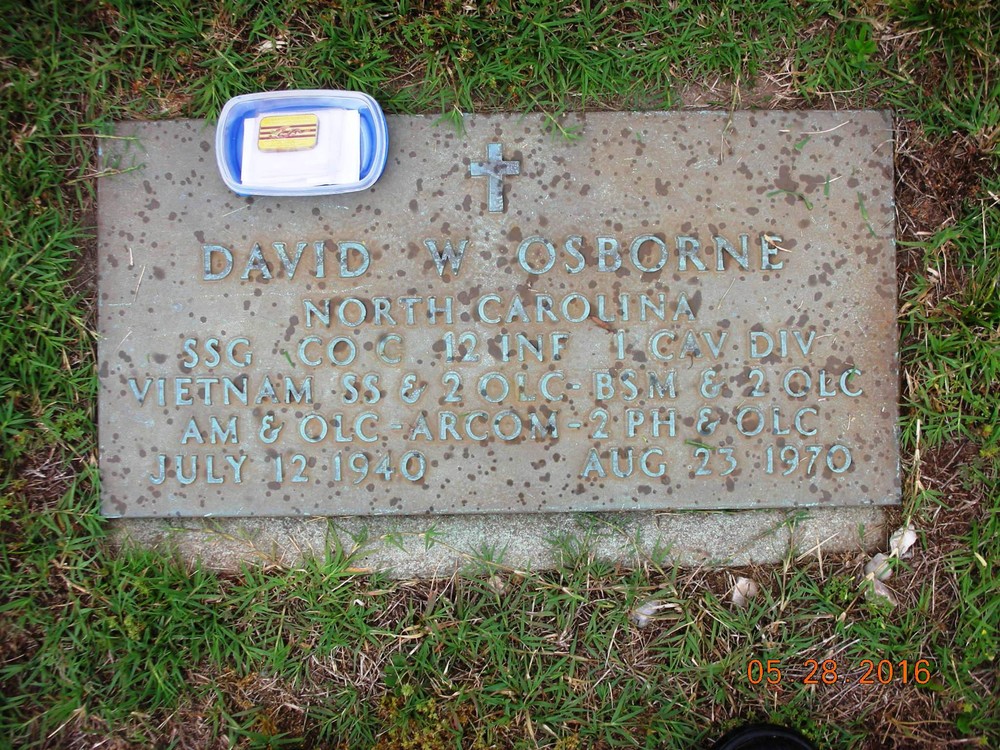 DAVID W OSBORNE
NORTH CAROLINA
SSG CO C 12 INF 1 CAV DIV
VIETNAM SS & 2 OLC-BSM & 2 OLC
AM & OLC-ARCOM-2 PH & OLC
JULY 12 1940 AUG 23 1970
05 28 2016